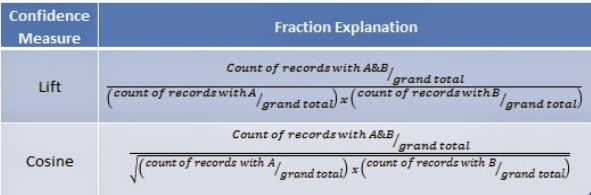 Confidence Measure Fraction Explanation
Lift
Count of records with A&B/grand total
(count of records with A/grand total) x (count of records with B/grand total)
Cosine
Count of records with A&B/grand total
√(count of records with A/grand total) x (count of records with B/grand total)